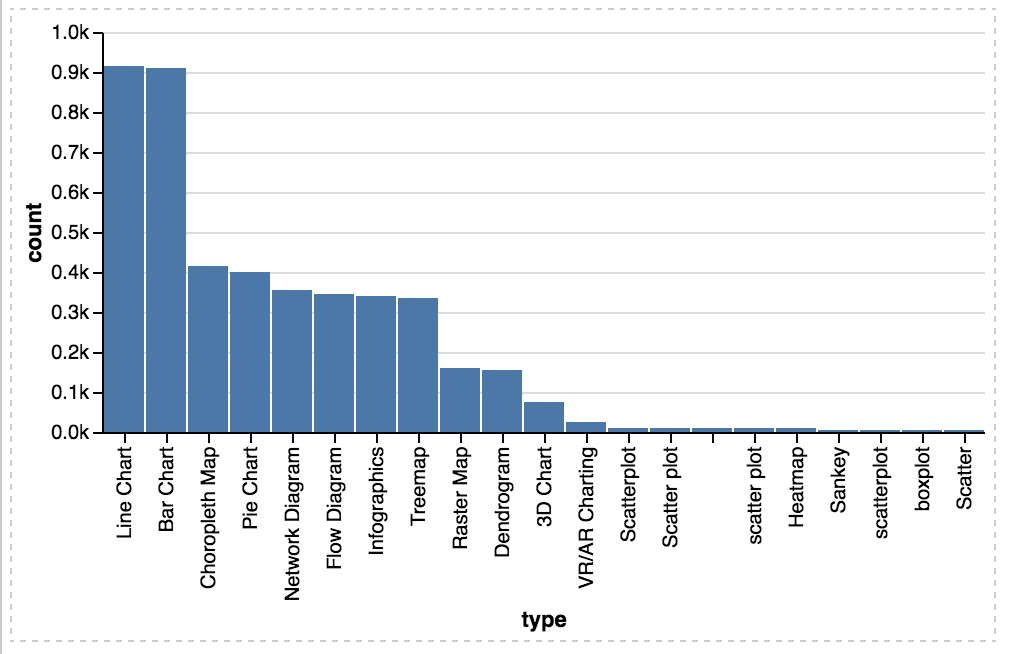 1.0k
0.9k
0.8k
0.7k
0.6k
0.5k
0.4k
0.3k
0.2k
0.1k
0.0k
count
Line Chart
Bar Chart
Choropleth Map
Pie Chart
Network Diagram
Flow Diagram
Infographics
Treemap
Raster Map
Dendrogram
3D Chart
VR/AR Charting
Scatterplot
Scatter plot
scatter plot
Heatmap
Sankey
scatterplot
boxplot
Scatter
type